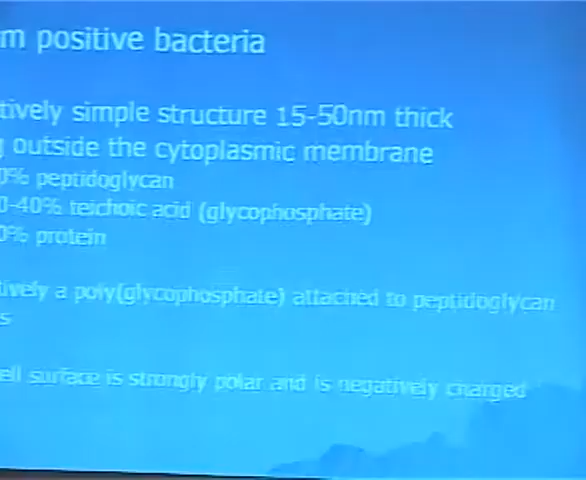 m positive bacteria
tively simple structure 15-50nm thick
g outside the cytoplasmic membrane
0% peptidoglycan
0-40% teichoic acid (glycophosphate)
0% protein
tively a poly(glycophosphate) attached to peptidoglycan
s
ell surface is strongly polar and is negatively charged